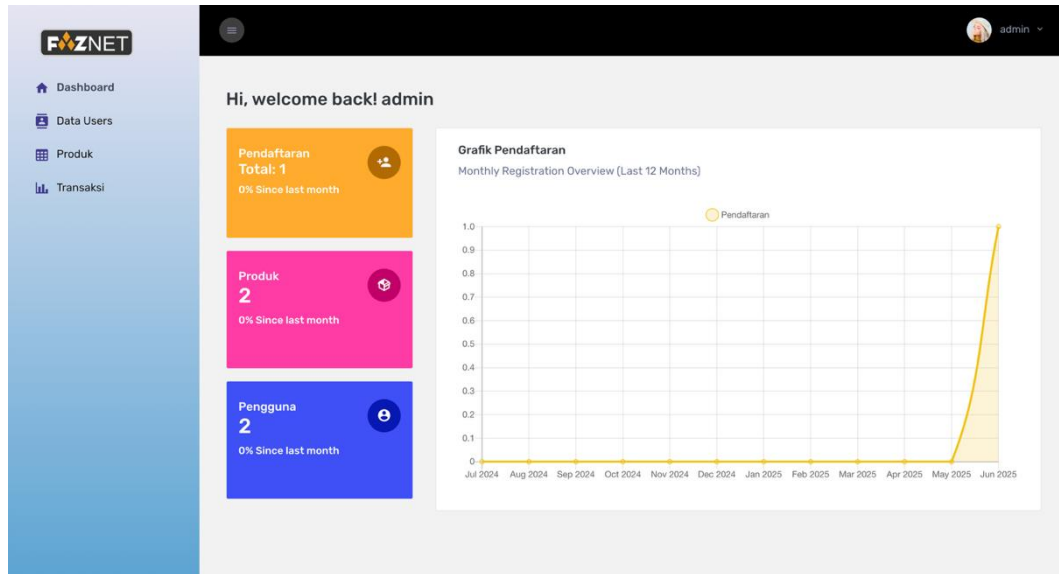 FAZNET
admin
Dashboard
Data Users
Produk
Transaksi
Hi, welcome back! admin
Pendaftaran
Total: 1
0% Since last month
Produk
2
0% Since last month
Pengguna
2
0% Since last month
Grafik Pendaftaran
Monthly Registration Overview (Last 12 Months)
Pendaftaran
1.0
0.9
0.8
0.7
0.6
0.5
0.4
0.3
0.2
0.1
0
Jul 2024 Aug 2024 Sep 2024 Oct 2024 Nov 2024 Dec 2024 Jan 2025 Feb 2025 Mar 2025 Apr 2025 May 2025 Jun 2025